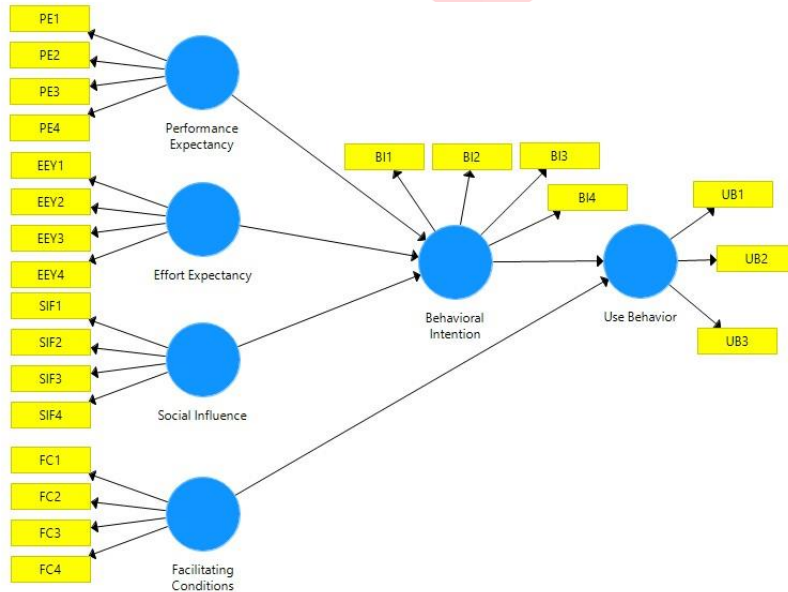 PE1
PE2
PE3
PE4
Performance
Expectancy
EEY1
EEY2
EEY3
EEY4
Effort Expectancy
SIF1
SIF2
SIF3
SIF4
Social Influence
FC1
FC2
FC3
FC4
Facilitating
Conditions
BI1
BI2
BI3
BI4
Behavioral
Intention
UB1
UB2
UB3
Use Behavior